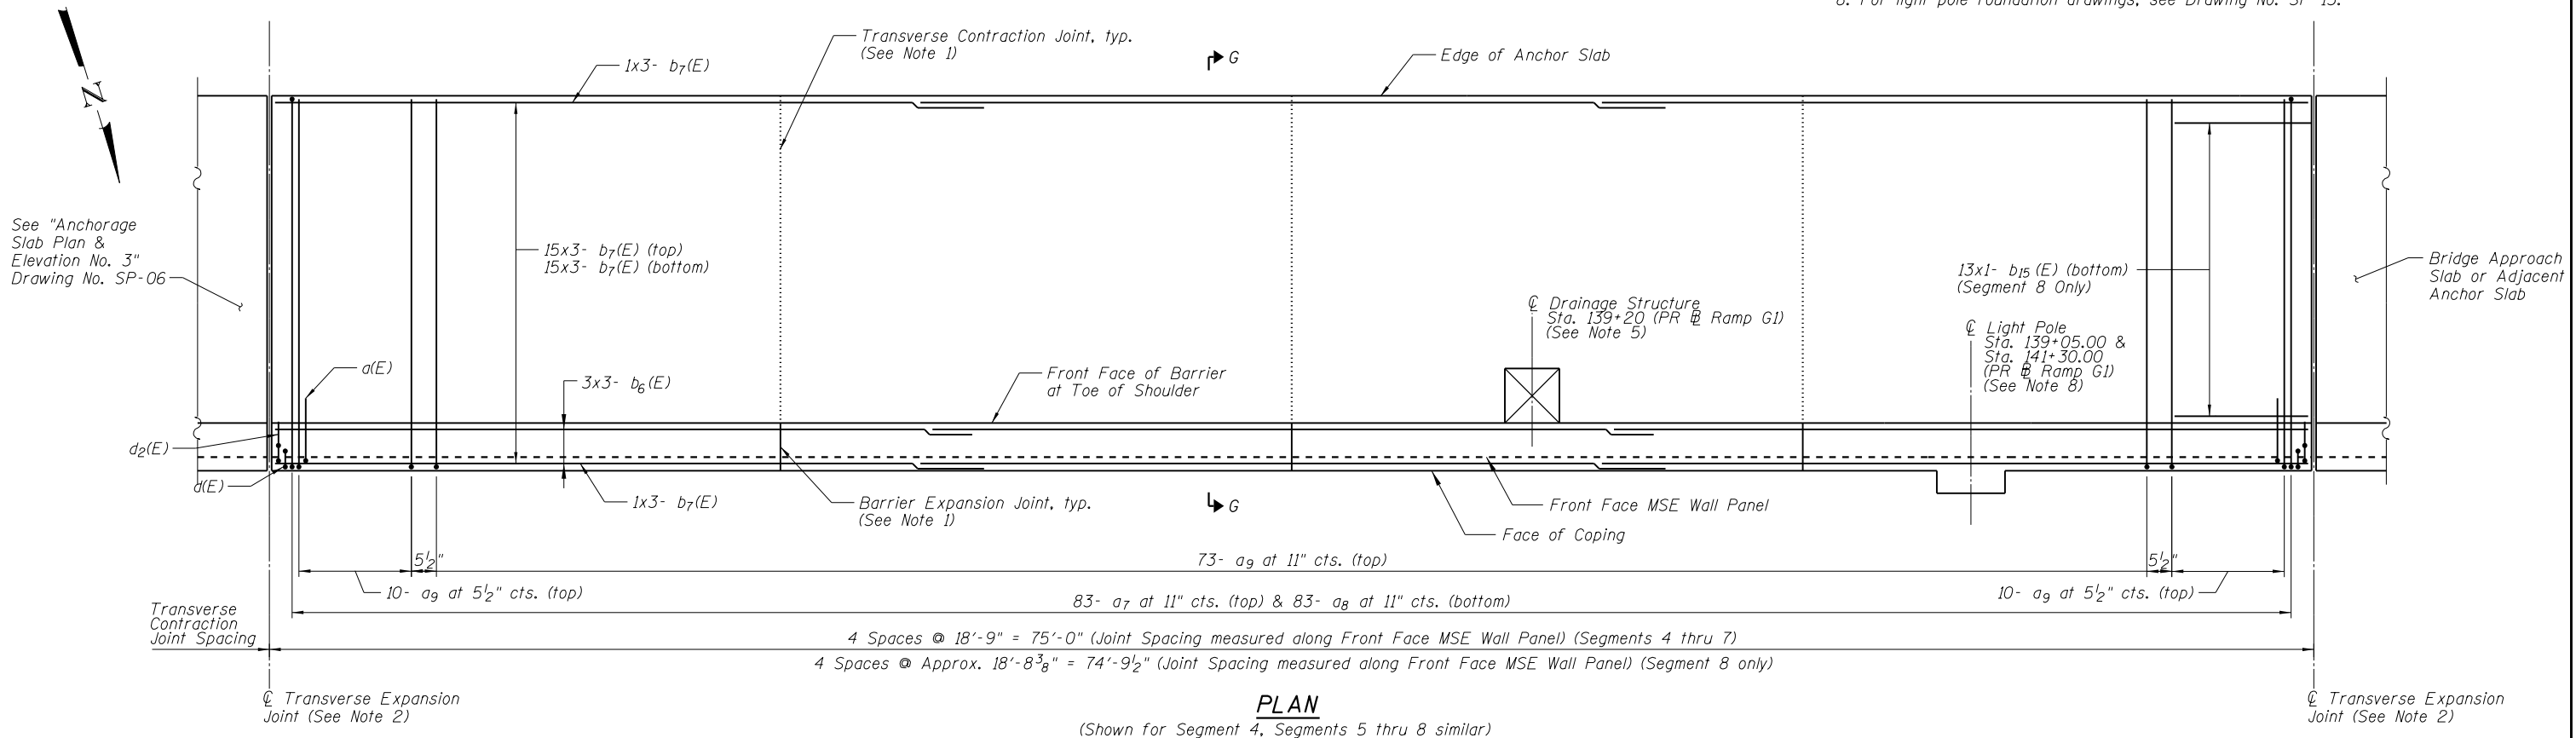 8. For light pole foundation drawings, see Drawing No. SP-15.
Transverse Contraction Joint, typ.
(See Note 1)
G
Edge of Anchor Slab
1x3- b7(E)
N
See "Anchorage
Slab Plan &
Elevation No. 3"
Drawing No. SP-06
15x3- b7(E) (top)
15x3- b7(E) (bottom)
13x1- b15(E) (bottom)
(Segment 8 Only)
Bridge Approach
Slab or Adjacent
Anchor Slab
℄ Drainage Structure
Sta. 139+20 (PR ⅊ Ramp G1)
(See Note 5)
℄ Light Pole
Sta. 139+05.00 &
Sta. 141+30.00
(PR ⅊ Ramp G1)
(See Note 8)
a(E)
3x3- b6(E)
Front Face of Barrier
at Toe of Shoulder
d2(E)
d(E)
1x3- b7(E)
Barrier Expansion Joint, typ.
(See Note 1)
G
Front Face MSE Wall Panel
Face of Coping
5½"
73- a9 at 11" cts. (top)
5½"
10- a9 at 5½" cts. (top)
83- a7 at 11" cts. (top) & 83- a8 at 11" cts. (bottom)
10- a9 at 5½" cts. (top)
Transverse
Contraction
Joint Spacing
4 Spaces @ 18'-9" = 75'-0" (Joint Spacing measured along Front Face MSE Wall Panel) (Segments 4 thru 7)
4 Spaces @ Approx. 18'-8⅜" = 74'-9½" (Joint Spacing measured along Front Face MSE Wall Panel) (Segment 8 only)
℄ Transverse Expansion
Joint (See Note 2)
PLAN
(Shown for Segment 4, Segments 5 thru 8 similar)
℄ Transverse Expansion
Joint (See Note 2)